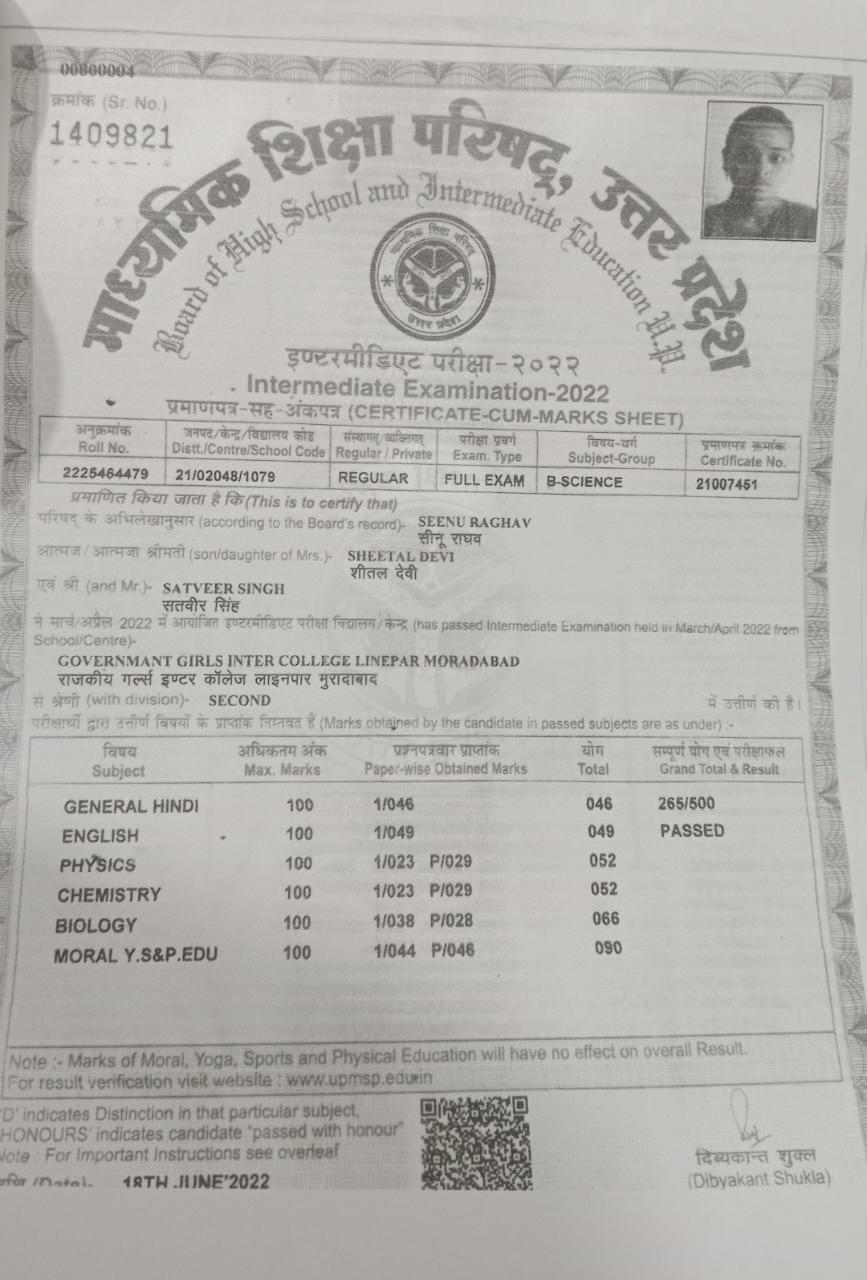 00800004
क्रमांक (Sr. No.)
1409821
माध्यमिक शिक्षा परिषद्, उत्तर प्रदेश
Board of High School and Intermediate Education U.P.
माध्यमिक शिक्षा परिषद्
उत्तर प्रदेश
इण्टरमीडिएट परीक्षा-२०२२
Intermediate Examination-2022
प्रमाणपत्र-सह-अंकपत्र (CERTIFICATE-CUM-MARKS SHEET)
अनुक्रमांक जनपद/केन्द्र/विद्यालय कोड संस्थागत/व्यक्तिगत परीक्षा प्रवर्ग विषय-वर्ग प्रमाणपत्र क्रमांक
Roll No. Distt./Centre/School Code Regular / Private Exam. Type Subject-Group Certificate No.
2225464479 21/02048/1079 REGULAR FULL EXAM B-SCIENCE 21007451
प्रमाणित किया जाता है कि (This is to certify that)
परिषद् के अभिलेखानुसार (according to the Board's record)- SEENU RAGHAV
सीनू राघव
आत्मज/आत्मजा श्रीमती (son/daughter of Mrs.)- SHEETAL DEVI
शीतल देवी
एवं श्री (and Mr.)- SATVEER SINGH
सतवीर सिंह
ने मार्च/अप्रैल 2022 में आयोजित इण्टरमीडिएट परीक्षा विद्यालय/केन्द्र (has passed Intermediate Examination held in March/April 2022 from
School/Centre)-
GOVERNMANT GIRLS INTER COLLEGE LINEPAR MORADABAD
राजकीय गर्ल्स इण्टर कॉलेज लाइनपार मुरादाबाद
से श्रेणी (with division)- SECOND में उत्तीर्ण की है।
परीक्षार्थी द्वारा उत्तीर्ण विषयों के प्राप्तांक निम्नवत हैं (Marks obtained by the candidate in passed subjects are as under) :-
विषय अधिकतम अंक प्रश्नपत्रवार प्राप्तांक योग सम्पूर्ण योग एवं परीक्षाफल
Subject Max. Marks Paper-wise Obtained Marks Total Grand Total & Result
GENERAL HINDI 100 1/046 046 265/500
ENGLISH 100 1/049 049 PASSED
PHYSICS 100 1/023 P/029 052
CHEMISTRY 100 1/023 P/029 052
BIOLOGY 100 1/038 P/028 066
MORAL Y.S&P.EDU 100 1/044 P/046 090
Note :- Marks of Moral, Yoga, Sports and Physical Education will have no effect on overall Result.
For result verification visit website : www.upmsp.edu.in
'D' indicates Distinction in that particular subject,
HONOURS' indicates candidate "passed with honour"
Note : For Important Instructions see overleaf
(Date)- 18TH JUNE'2022
दिब्यकान्त शुक्ल
(Dibyakant Shukla)